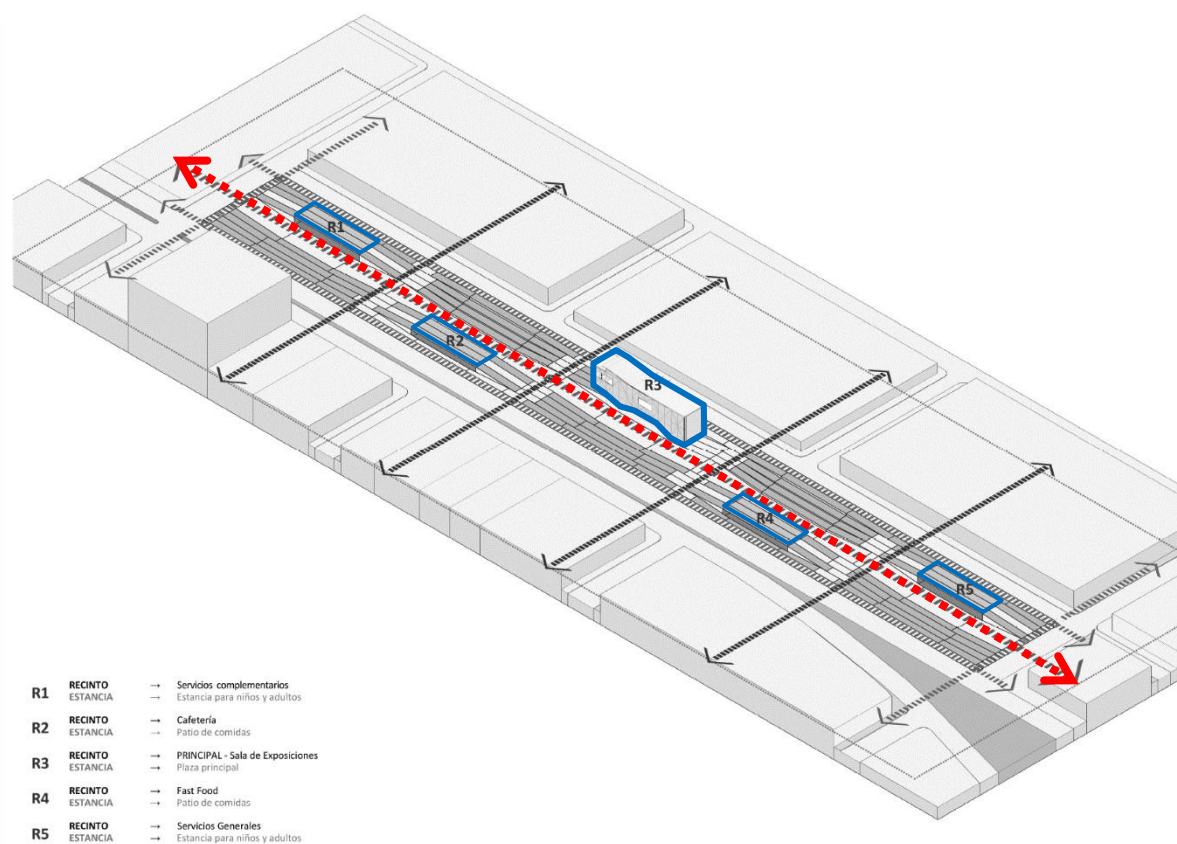 R1
R2
R3
R4
R5
R1 RECINTO → Servicios complementarios
ESTANCIA → Estancia para niños y adultos
R2 RECINTO → Cafetería
ESTANCIA → Patio de comidas
R3 RECINTO → PRINCIPAL - Sala de Exposiciones
ESTANCIA → Plaza principal
R4 RECINTO → Fast Food
ESTANCIA → Patio de comidas
R5 RECINTO → Servicios Generales
ESTANCIA → Estancia para niños y adultos